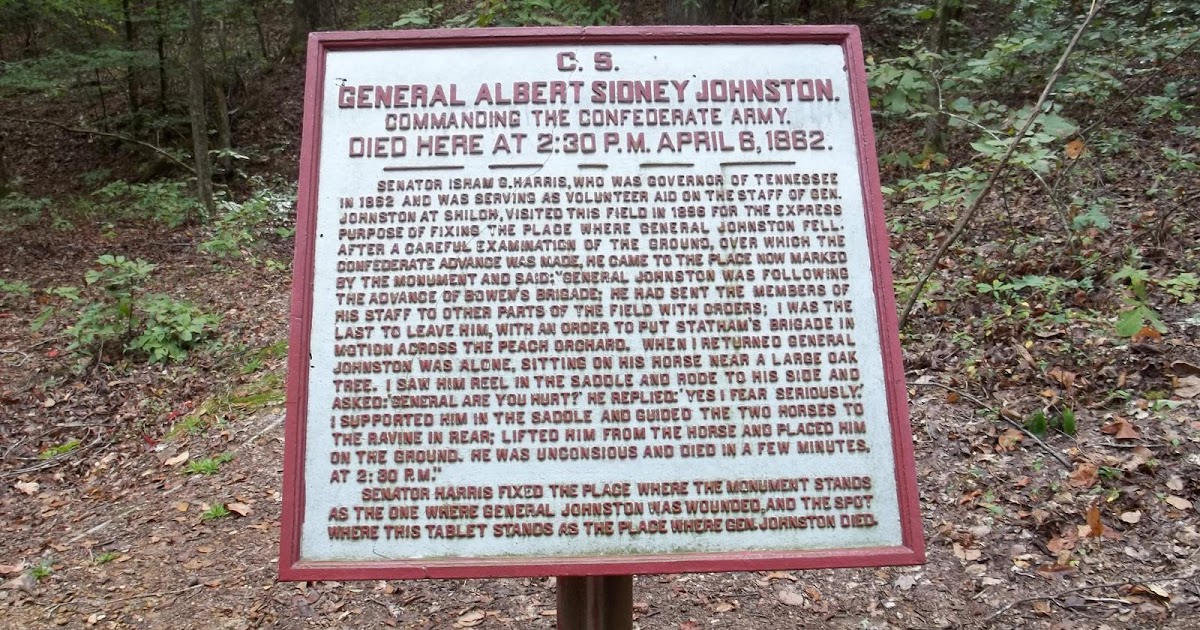 C. S.
GENERAL ALBERT SIDNEY JOHNSTON.
COMMANDING THE CONFEDERATE ARMY.
DIED HERE AT 2:30 P.M. APRIL 6, 1862.
SENATOR ISHAM G. HARRIS, WHO WAS GOVERNOR OF TENNESSEE
IN 1862 AND WAS SERVING AS VOLUNTEER AID ON THE STAFF OF GEN.
JOHNSTON AT SHILOH, VISITED THIS FIELD IN 1896 FOR THE EXPRESS
PURPOSE OF FIXING THE PLACE WHERE GENERAL JOHNSTON FELL.
AFTER A CAREFUL EXAMINATION OF THE GROUND, OVER WHICH THE
CONFEDERATE ADVANCE WAS MADE, HE CAME TO THE PLACE NOW MARKED
BY THE MONUMENT AND SAID: "GENERAL JOHNSTON WAS FOLLOWING
THE ADVANCE OF BOWEN'S BRIGADE; HE HAD SENT THE MEMBERS OF
HIS STAFF TO OTHER PARTS OF THE FIELD WITH ORDERS; I WAS THE
LAST TO LEAVE HIM, WITH AN ORDER TO PUT STATHAM'S BRIGADE IN
MOTION ACROSS THE PEACH ORCHARD. WHEN I RETURNED GENERAL
JOHNSTON WAS ALONE, SITTING ON HIS HORSE NEAR A LARGE OAK
TREE. I SAW HIM REEL IN THE SADDLE AND RODE TO HIS SIDE AND
ASKED: 'GENERAL ARE YOU HURT?' HE REPLIED: 'YES I FEAR SERIOUSLY.'
I SUPPORTED HIM IN THE SADDLE AND GUIDED THE TWO HORSES TO
THE RAVINE IN REAR; LIFTED HIM FROM THE HORSE AND PLACED HIM
ON THE GROUND. HE WAS UNCONSIOUS AND DIED IN A FEW MINUTES,
AT 2:30 P.M."
SENATOR HARRIS FIXED THE PLACE WHERE THE MONUMENT STANDS
AS THE ONE WHERE GENERAL JOHNSTON WAS WOUNDED, AND THE SPOT
WHERE THIS TABLET STANDS AS THE PLACE WHERE GEN. JOHNSTON DIED.